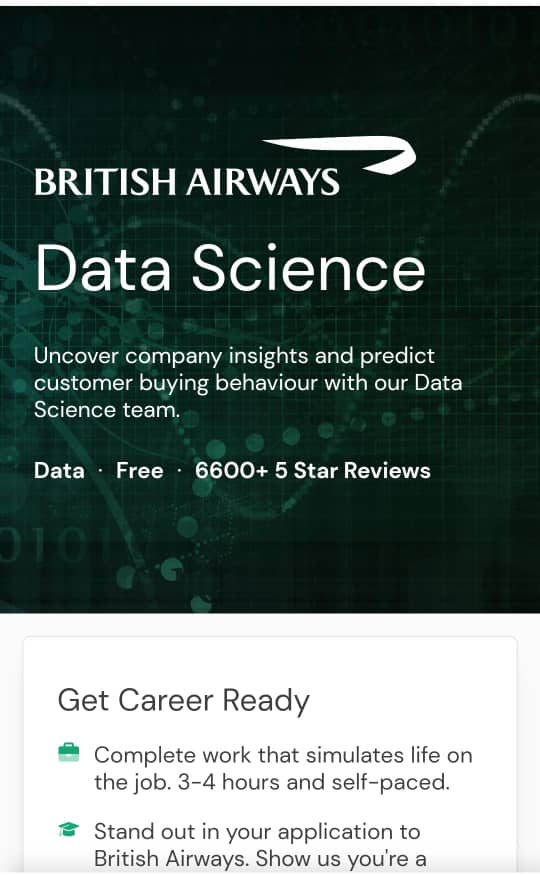 BRITISH AIRWAYS
Data Science
Uncover company insights and predict
customer buying behaviour with our Data
Science team.
Data · Free · 6600+ 5 Star Reviews
Get Career Ready
Complete work that simulates life on
the job. 3-4 hours and self-paced.
Stand out in your application to
British Airways. Show us you're a